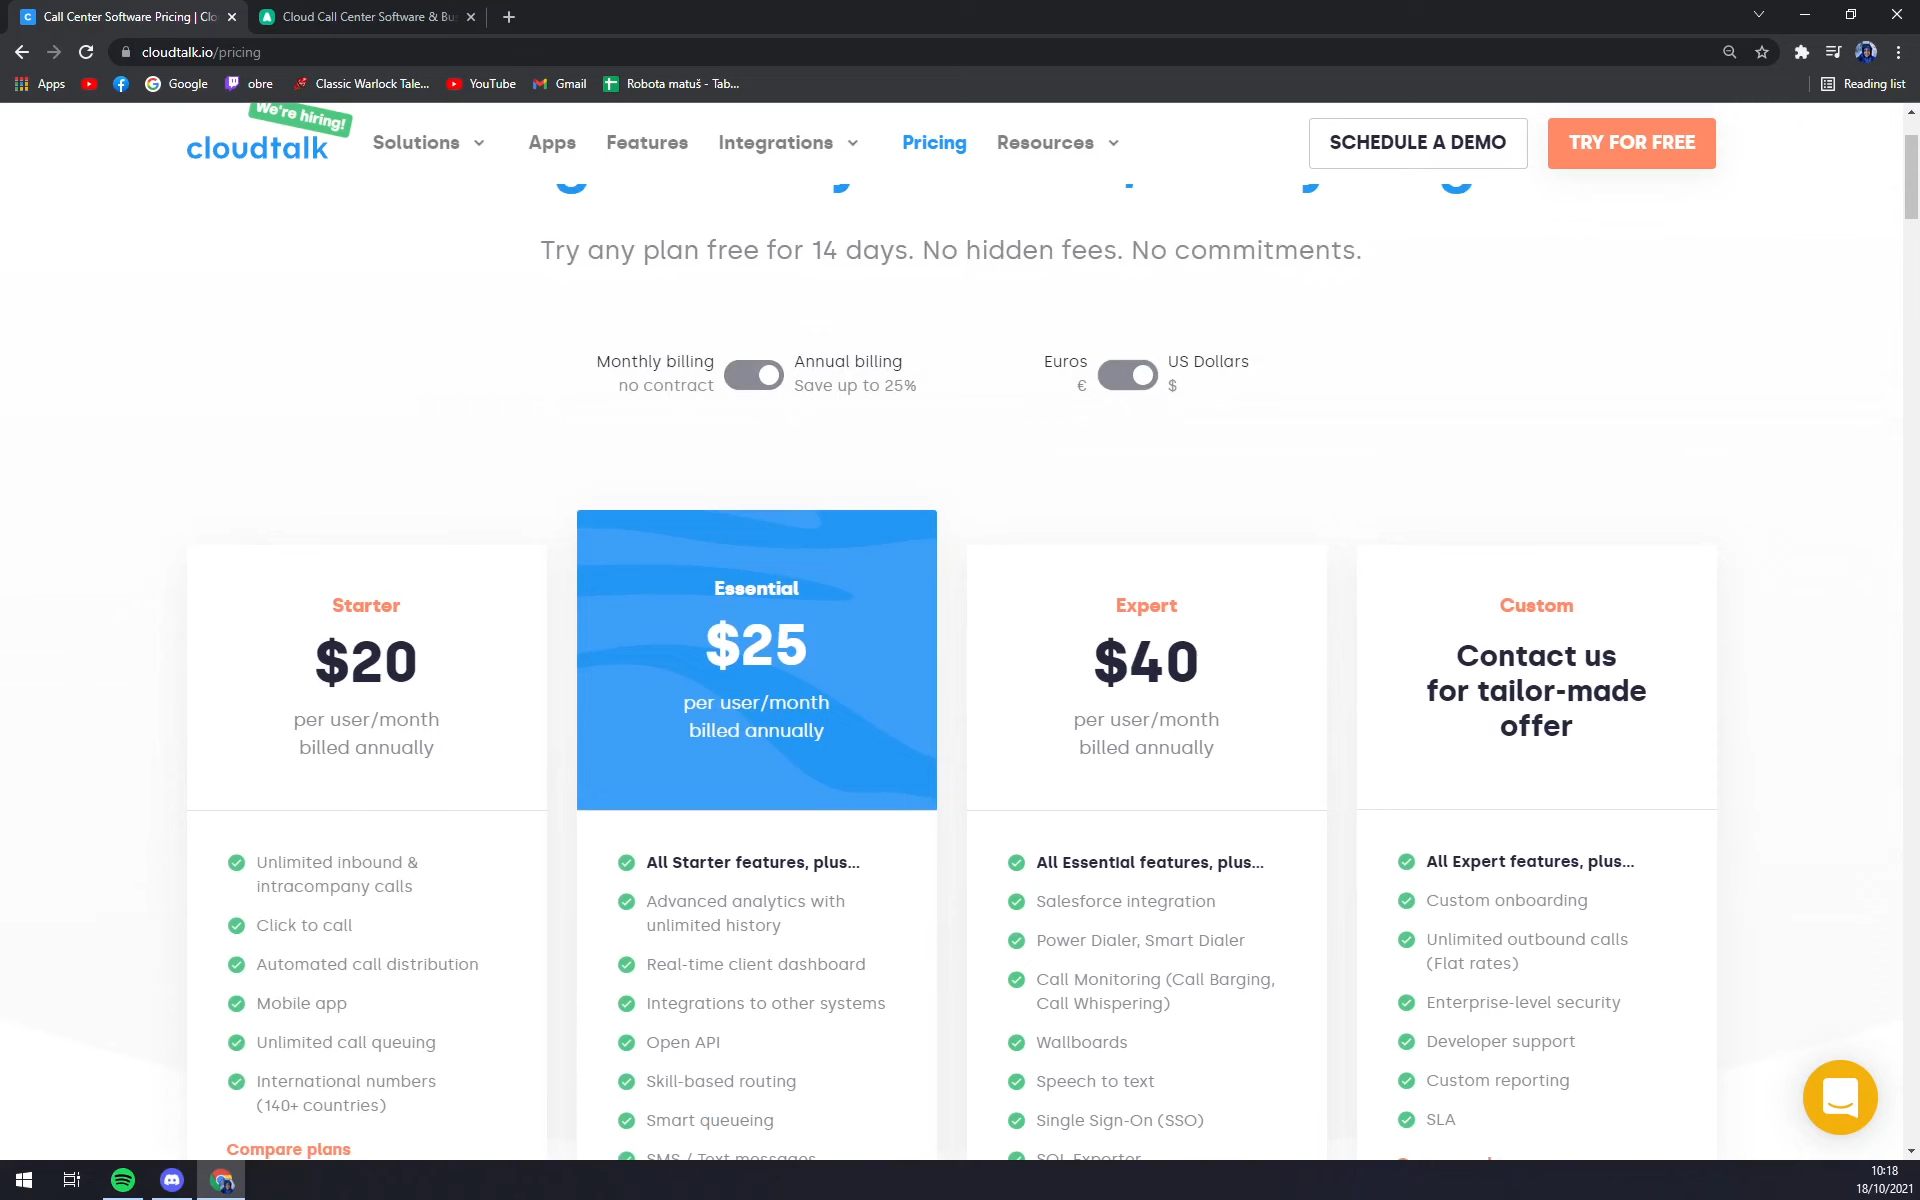 Call Center Software Pricing | Clo
Cloud Call Center Software & Bus
cloudtalk.io/pricing
Apps
Google
obre
Classic Warlock Tale...
YouTube
Gmail
Robota matuš - Tab...
Reading list
We're hiring!
cloudtalk
Solutions
Apps
Features
Integrations
Pricing
Resources
SCHEDULE A DEMO
TRY FOR FREE
Try any plan free for 14 days. No hidden fees. No commitments.
Monthly billing
no contract
Annual billing
Save up to 25%
Euros
€
US Dollars
$
Starter
$20
per user/month
billed annually
Unlimited inbound &
intracompany calls
Click to call
Automated call distribution
Mobile app
Unlimited call queuing
International numbers
(140+ countries)
Compare plans
Essential
$25
per user/month
billed annually
All Starter features, plus...
Advanced analytics with
unlimited history
Real-time client dashboard
Integrations to other systems
Open API
Skill-based routing
Smart queueing
SMS / Text messages
Expert
$40
per user/month
billed annually
All Essential features, plus...
Salesforce integration
Power Dialer, Smart Dialer
Call Monitoring (Call Barging,
Call Whispering)
Wallboards
Speech to text
Single Sign-On (SSO)
SQL Exporter
Custom
Contact us
for tailor-made
offer
All Expert features, plus...
Custom onboarding
Unlimited outbound calls
(Flat rates)
Enterprise-level security
Developer support
Custom reporting
SLA
10:18
18/10/2021